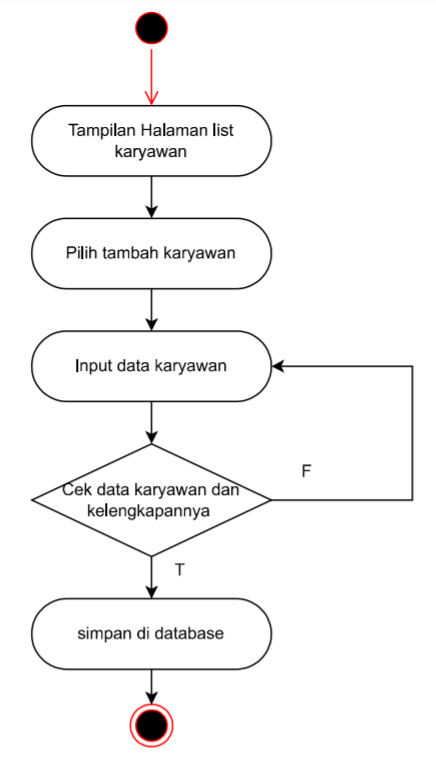 Tampilan Halaman list
karyawan
Pilih tambah karyawan
Input data karyawan
F
Cek data karyawan dan
kelengkapannya
T
simpan di database